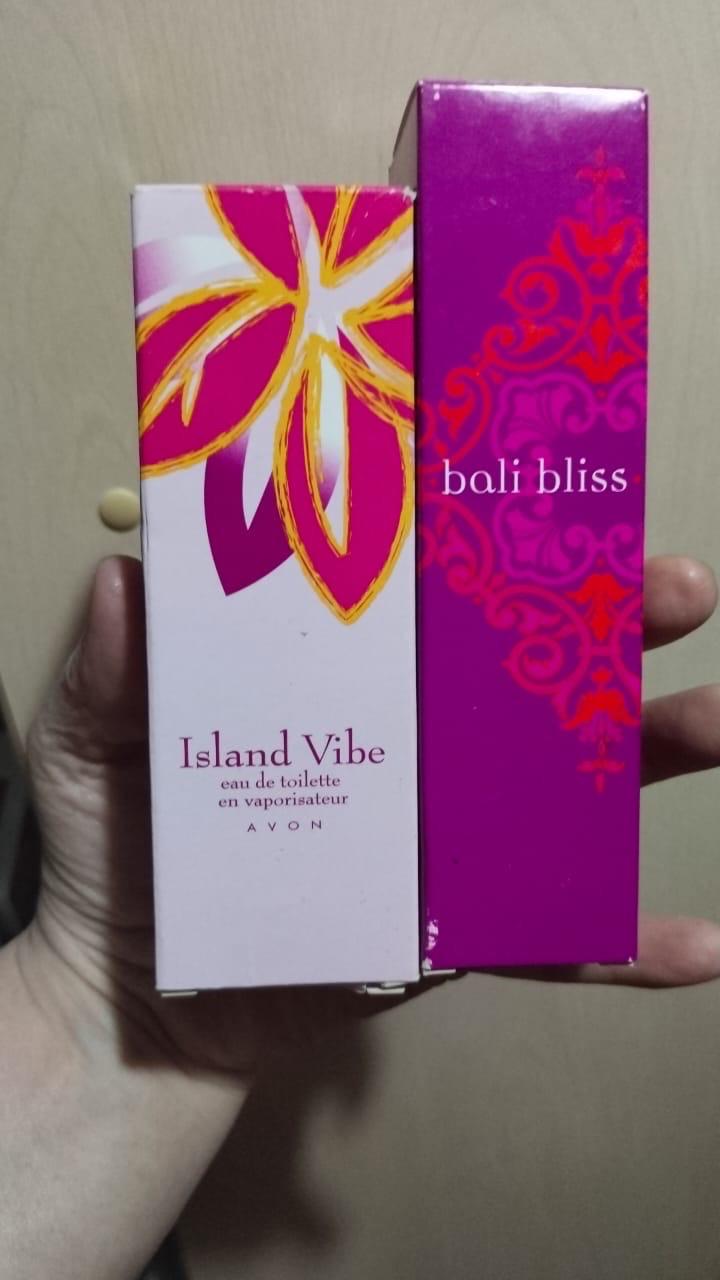 Island Vibe
eau de toilette
en vaporisateur
AVON
bali bliss